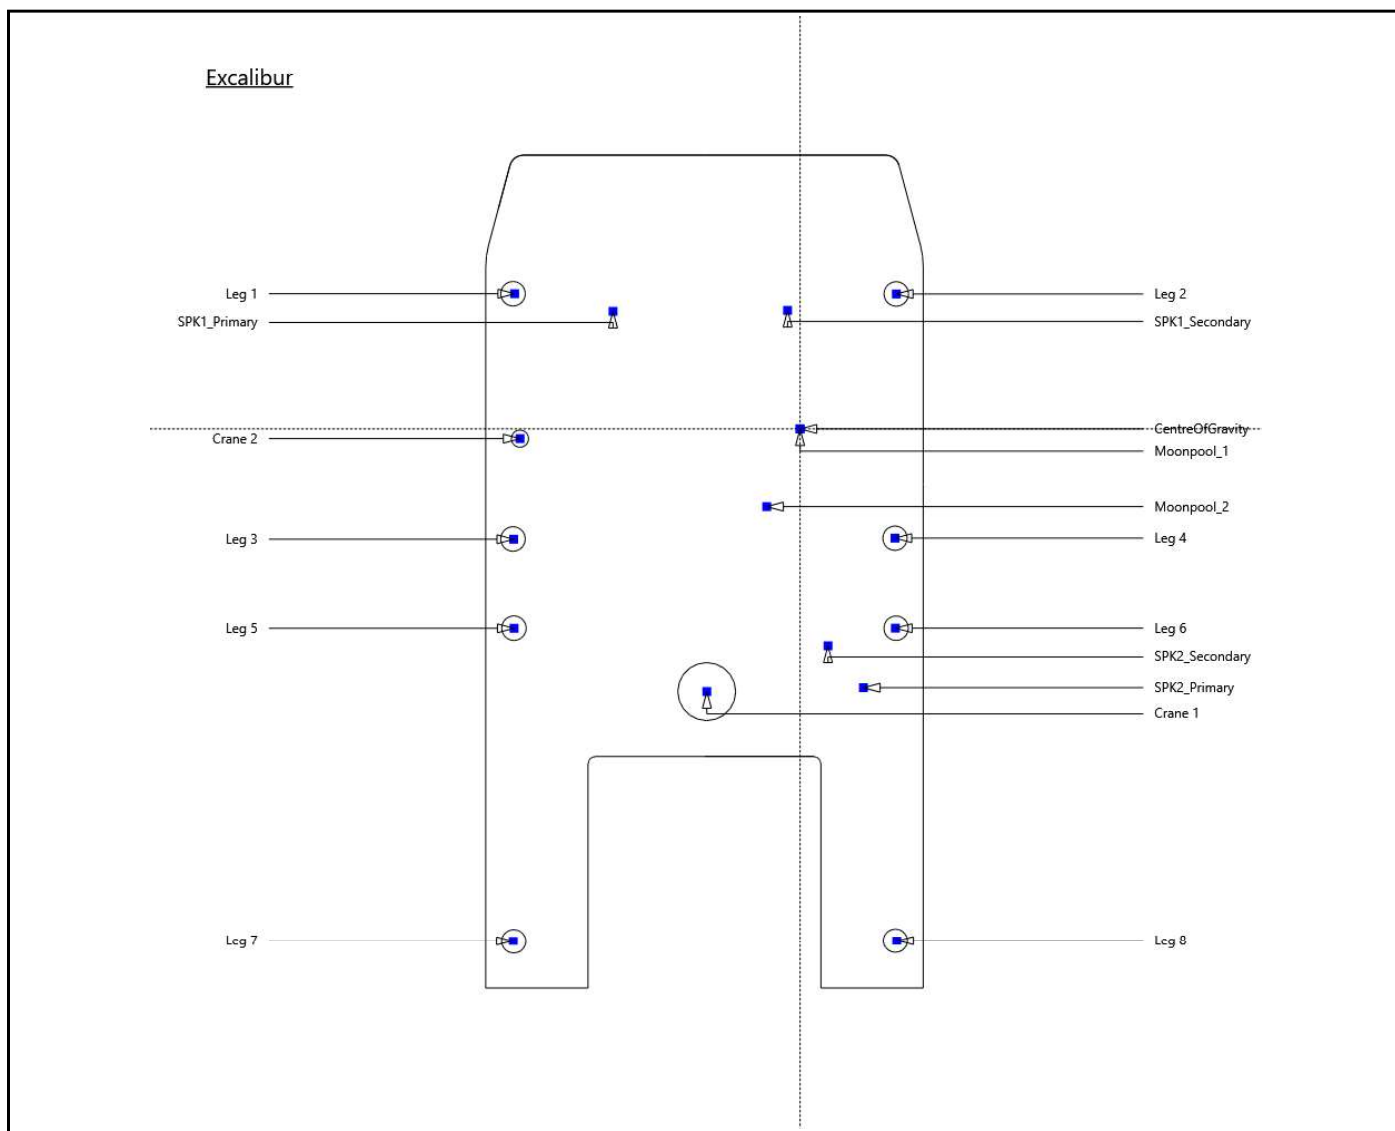 Excalibur
Leg 1
Leg 2
SPK1_Primary
SPK1_Secondary
CentreOfGravity
Crane 2
Moonpool_1
Moonpool_2
Leg 3
Leg 4
Leg 5
Leg 6
SPK2_Secondary
SPK2_Primary
Crane 1
Leg 7
Leg 8